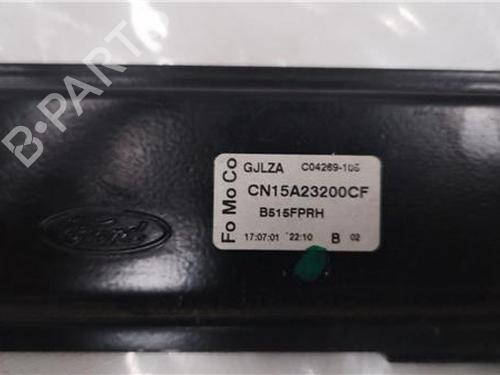 B-PARTS
Ford
Fo Mo Co
GJLZA C04269-105
CN15A23200CF
B515FPRH
17:07:01 22:10 B 02